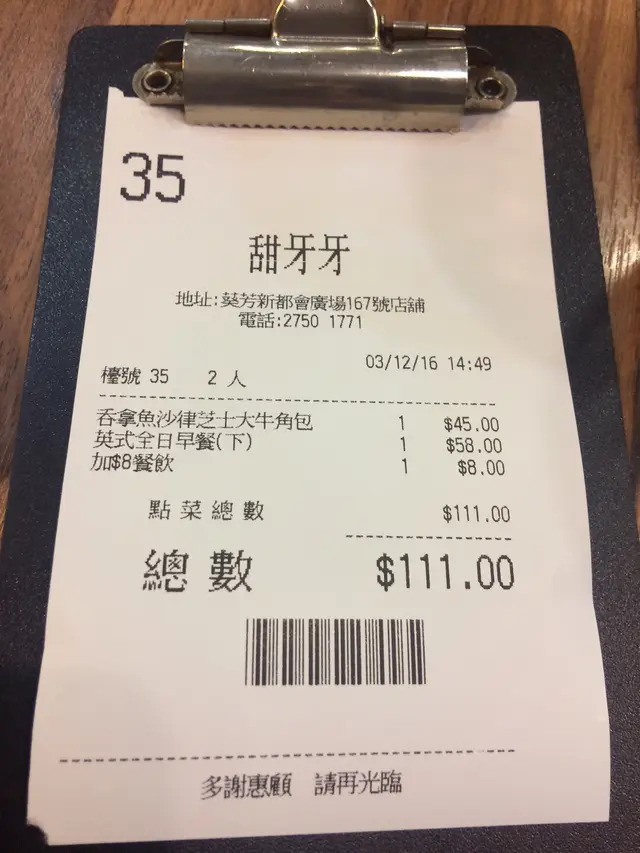 35
甜牙牙
地址:葵芳新都會廣場167號店舖
電話:2750 1771
03/12/16 14:49
檯號 35 2 人
吞拿魚沙律芝士大牛角包 1 $45.00
英式全日早餐(下) 1 $58.00
加$8餐飲 1 $8.00
點菜總數 $111.00
總數 $111.00
多謝惠顧 請再光臨